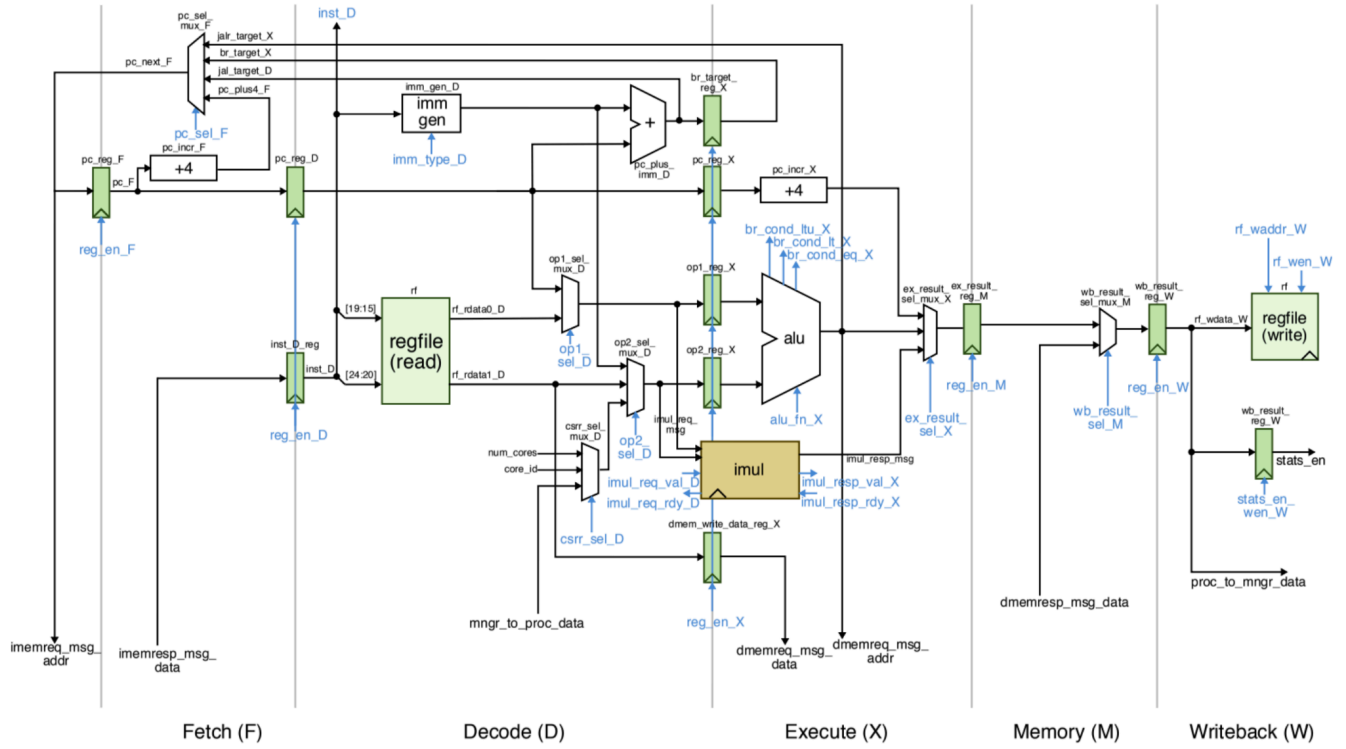 inst_D
pc_sel_
mux_F
jalr_target_X
br_target_X
pc_next_F
jal_target_D
pc_plus4_F
pc_sel_F
pc_incr_F
+4
pc_reg_F
pc_F
reg_en_F
pc_reg_D
imm_gen_D
imm
gen
imm_type_D
+
pc_plus_
imm_D
br_target_
reg_X
pc_reg_X
pc_incr_X
+4
br_cond_ltu_X
br_cond_lt_X
br_cond_eq_X
rf_waddr_W
rf_wen_W
op1_sel_
mux_D
op1_reg_X
rf
[19:15]
regfile
(read)
rf_rdata0_D
op1_
sel_D
inst_D_reg
inst_D
[24:20]
rf_rdata1_D
reg_en_D
op2_sel_
mux_D
op2_reg_X
op2_
sel_D
alu
alu_fn_X
ex_result_
sel_mux_X
ex_result_
reg_M
reg_en_M
ex_result_
sel_X
wb_result_
sel_mux_M
wb_result_
reg_W
reg_en_W
wb_result_
sel_M
rf_wdata_W
rf
regfile
(write)
csrr_sel_
mux_D
num_cores
core_id
csrr_sel_D
imul_req_
msg
imul
imul_resp_msg
imul_req_val_D
imul_req_rdy_D
imul_resp_val_X
imul_resp_rdy_X
wb_result_
reg_W
stats_en
stats_en_
wen_W
dmem_write_data_reg_X
reg_en_X
mngr_to_proc_data
proc_to_mngr_data
dmemresp_msg_data
imemreq_msg_
addr
imemresp_msg_
data
dmemreq_msg_
data
dmemreq_msg_
addr
Fetch (F)
Decode (D)
Execute (X)
Memory (M)
Writeback (W)